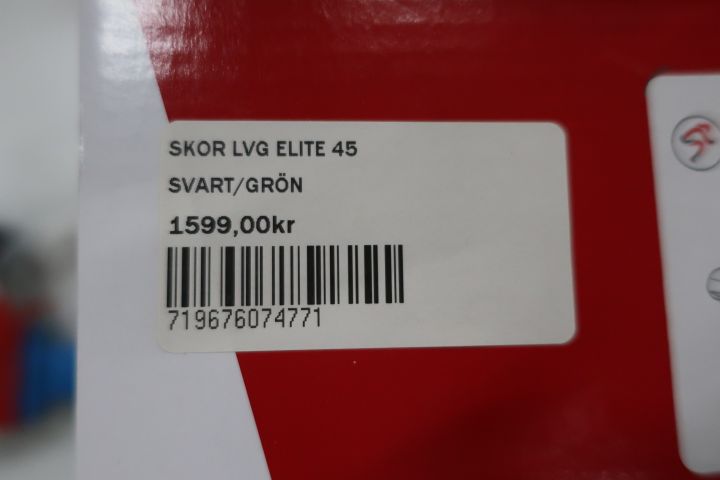 SKOR LVG ELITE 45
SVART/GRÖN
1599,00kr
719676074771